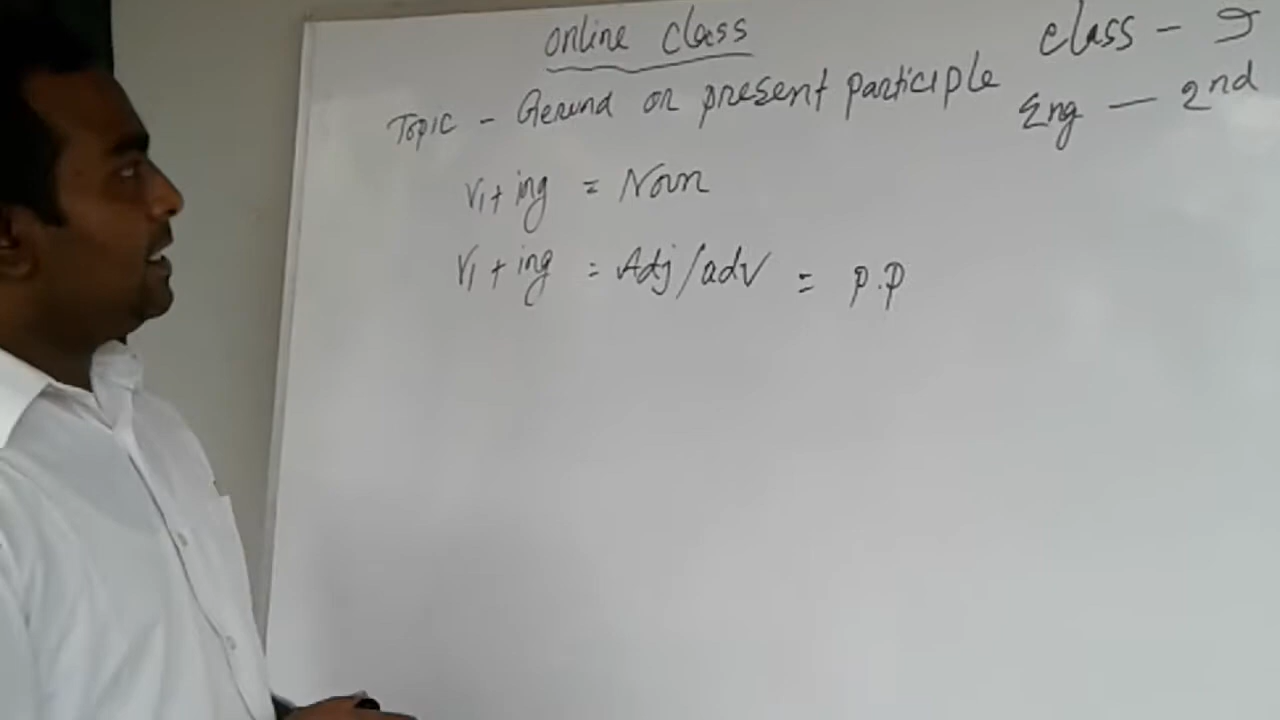 online class
class - 9
Topic - Gerund or present participle
Eng - 2nd
V1 + ing = Noun
V1 + ing = Adj/adv = P.P